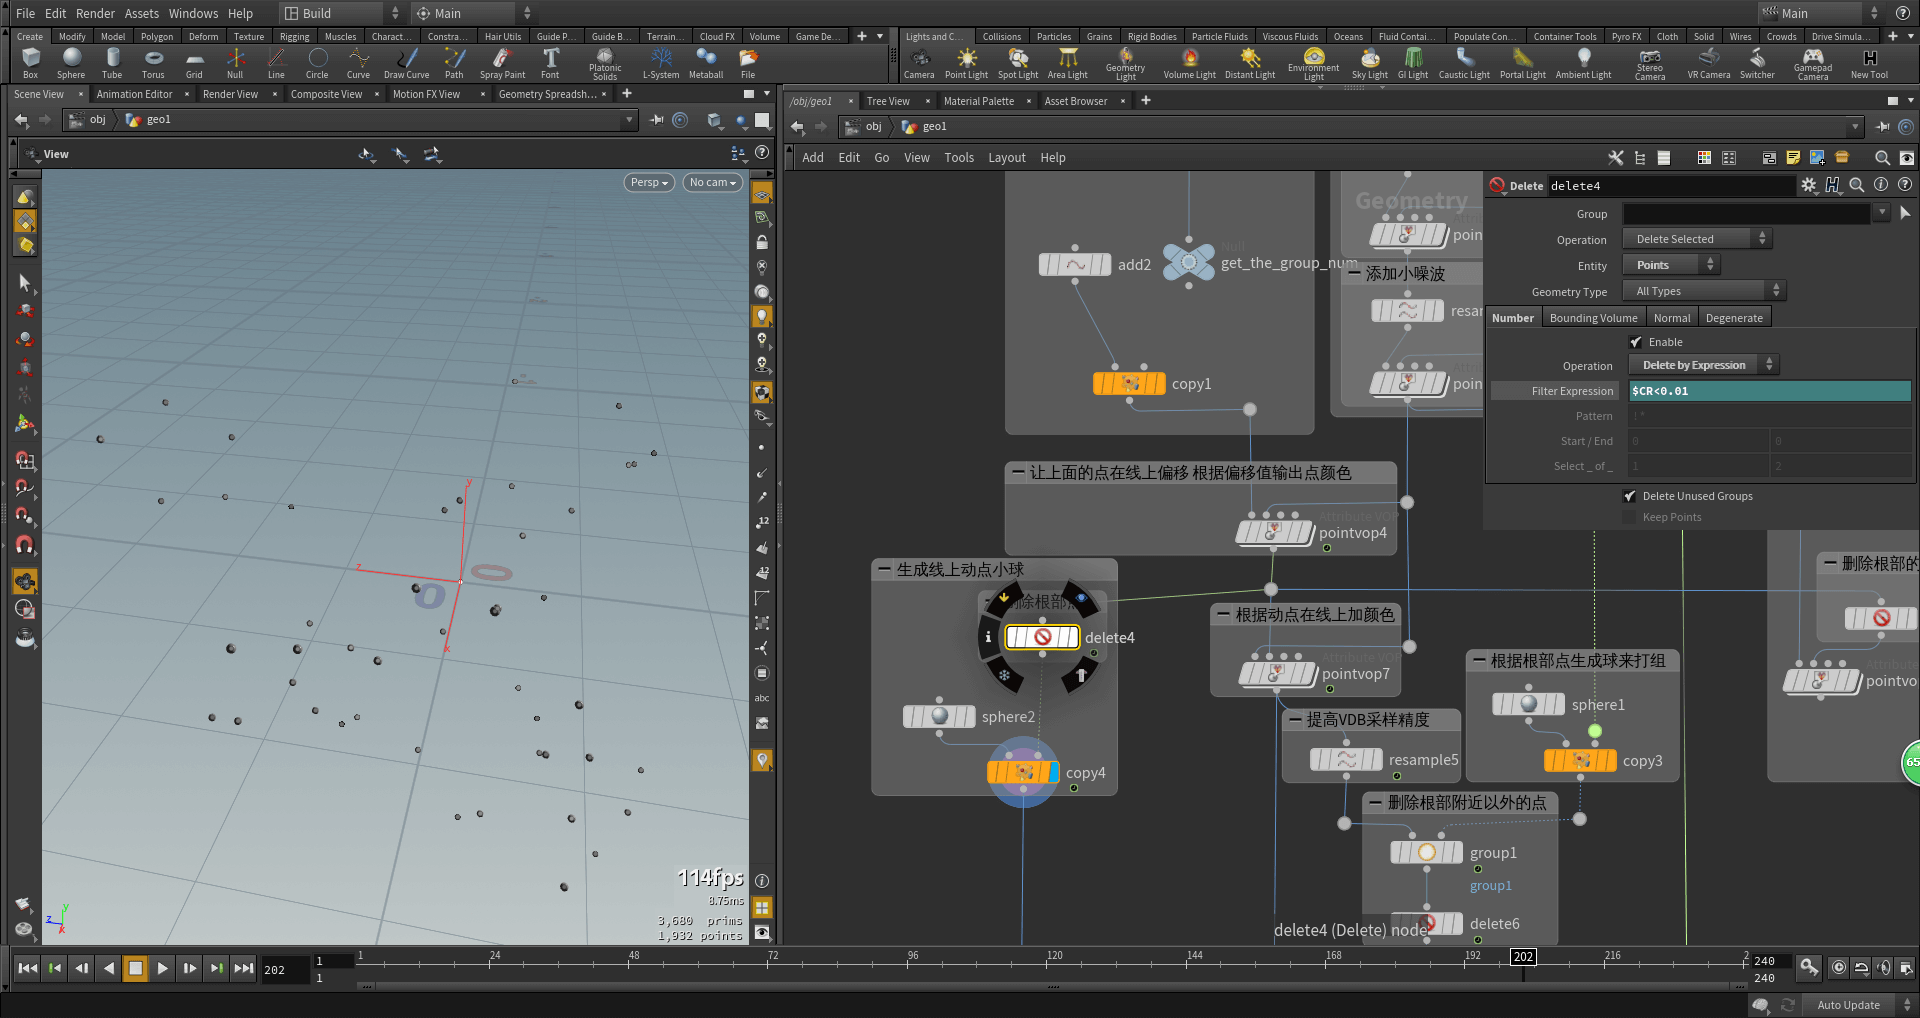 File Edit Render Assets Windows Help Build Main Main
Create Modify Model Polygon Deform Texture Rigging Muscles Charact... Constra... Hair Utils Guide P... Guide B... Terrain... Cloud FX Volume Game De...
Lights and C... Collisions Particles Grains Rigid Bodies Particle Fluids Viscous Fluids Oceans Fluid Contai... Populate Con... Container Tools Pyro FX Cloth Solid Wires Crowds Drive Simula...
Box Sphere Tube Torus Grid Null Line Circle Curve Draw Curve Path Spray Paint Font Platonic Solids L-System Metaball File
Camera Point Light Spot Light Area Light Geometry Light Volume Light Distant Light Environment Light Sky Light GI Light Caustic Light Portal Light Ambient Light Stereo Camera VR Camera Switcher Gamepad Camera New Tool
Scene View Animation Editor Render View Composite View Motion FX View Geometry Spreadsh...
/obj/geo1 Tree View Material Palette Asset Browser
obj geo1
obj geo1
View
Add Edit Go View Tools Layout Help
Persp No cam
Delete delete4
Group
Operation Delete Selected
Entity Points
Geometry Type All Types
Number Bounding Volume Normal Degenerate
Enable
Operation Delete by Expression
Filter Expression $CR<0.01
Pattern !*
Start / End 0 0
Select _ of _ 1 2
Delete Unused Groups
Keep Points
Geometry
poin
Null
add2
get_the_group_num
添加小噪波
resar
poin
copy1
让上面的点在线上偏移 根据偏移值输出点颜色
Attribute VOP
pointvop4
生成线上动点小球
删除根部点
delete4
sphere2
copy4
根据动点在线上加颜色
Attribute VOP
pointvop7
提高VDB采样精度
resample5
根据根部点生成球来打组
sphere1
copy3
删除根部附近以外的点
group1
group1
delete6
删除根部的
Attribute
pointvo
65
delete4 (Delete) node
x y z
0 0
114fps
8.75ms
3,680 prims
1,932 points
z y x
12
12
abc
202
1
1
1 24 48 72 96 120 144 168 192 202 216 2
240
240
Auto Update